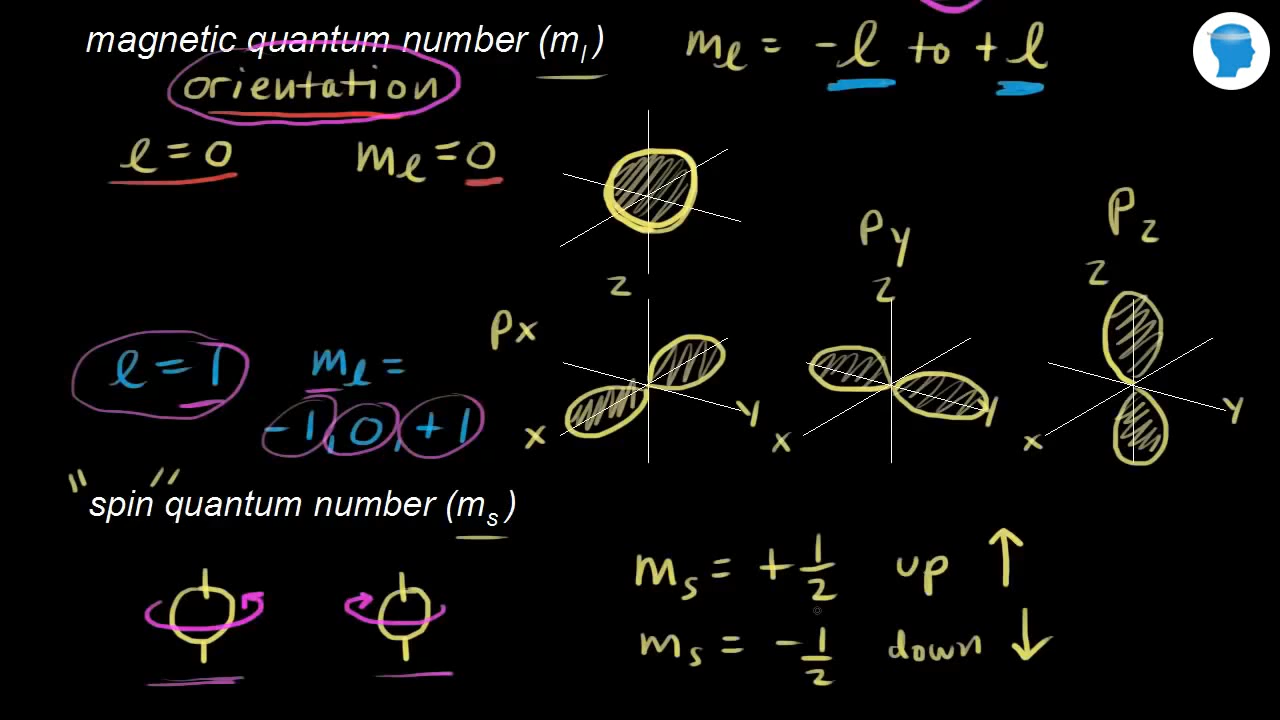 magnetic quantum number (mₗ)
mₗ = -l to +l
orientation
l = 0
mₗ = 0
Pz
Py
z
z
z
Px
l = 1
mₗ =
-1, 0, +1
x
y
x
y
x
y
"spin" quantum number (mₛ)
mₛ = +1/2 up ↑
mₛ = -1/2 down ↓